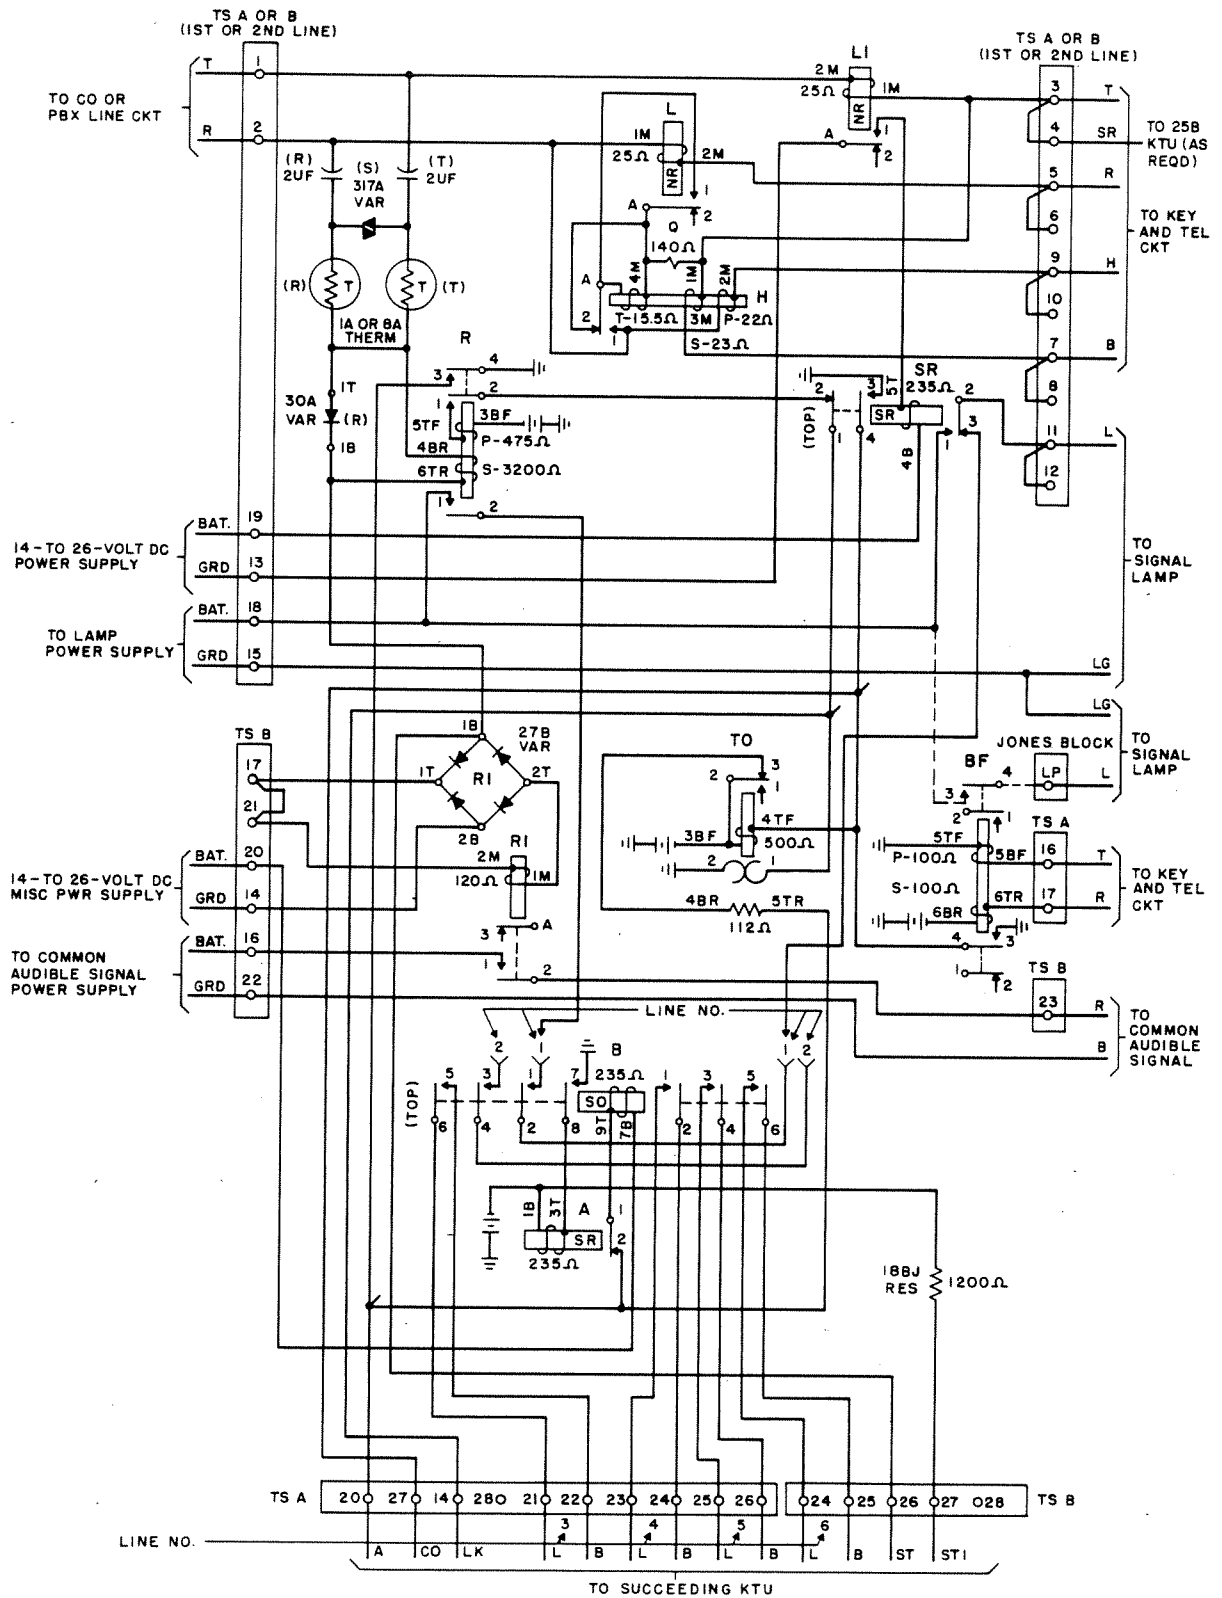 TS A OR B
(1ST OR 2ND LINE)
TS A OR B
(1ST OR 2ND LINE)
L1
T
1
2M
1M
25Ω
NR
3
T
TO CO OR
PBX LINE CKT
R
2
L
1M
25Ω
2M
NR
A
1
2
4
SR
TO 25B
KTU (AS
REQD)
(R)
2UF
(S)
317A
VAR
(T)
2UF
5
R
A
1
2
Q
140Ω
6
TO KEY
AND TEL
CKT
(R)
T
T
(T)
A
4M
1M
2M
H
9
H
10
1A OR 8A
THERM
2
1
T-15.5Ω
3M
P-22Ω
S-23Ω
7
B
R
3
4
2
1
1T
30A
VAR
(R)
1B
5TF
3BF
P-475Ω
4BR
6TR
S-3200Ω
1
2
2
3
5T
SR
235Ω
SR
(TOP)
1
4
4B
2
1
3
8
11
L
12
BAT.
19
14-TO 26-VOLT DC
POWER SUPPLY
GRD
13
BAT.
18
TO LAMP
POWER SUPPLY
GRD
15
TO
SIGNAL
LAMP
LG
LG
TO
SIGNAL
LAMP
TS B
17
21
1B
27B
VAR
1T
R1
2T
2B
TO
2
3
1
4TF
3BF
500Ω
2
1
4BR
5TR
112Ω
JONES BLOCK
BF
4
LP
L
3
2
1
TS A
5TF
16
T
P-100Ω
5BF
S-100Ω
6TR
17
R
6BR
TO KEY
AND TEL
CKT
4
3
1
2
R1
2M
120Ω
1M
3
A
1
2
BAT.
20
14-TO 26-VOLT DC
MISC PWR SUPPLY
GRD
14
BAT.
16
TO COMMON
AUDIBLE SIGNAL
POWER SUPPLY
GRD
22
TS B
23
R
B
TO
COMMON
AUDIBLE
SIGNAL
LINE NO.
2
1
1
2
(TOP)
5
3
1
7
B
235Ω
SO
9T
7B
6
4
2
8
1
3
5
2
4
6
1B
3T
A
SR
235Ω
1
2
18BJ
RES
1200Ω
TS A
20
27
14
28
21
22
23
24
25
26
24
25
26
27
28
TS B
LINE NO.
3
4
5
6
A
CO
LK
L
B
L
B
L
B
L
B
ST
ST1
TO SUCCEEDING KTU